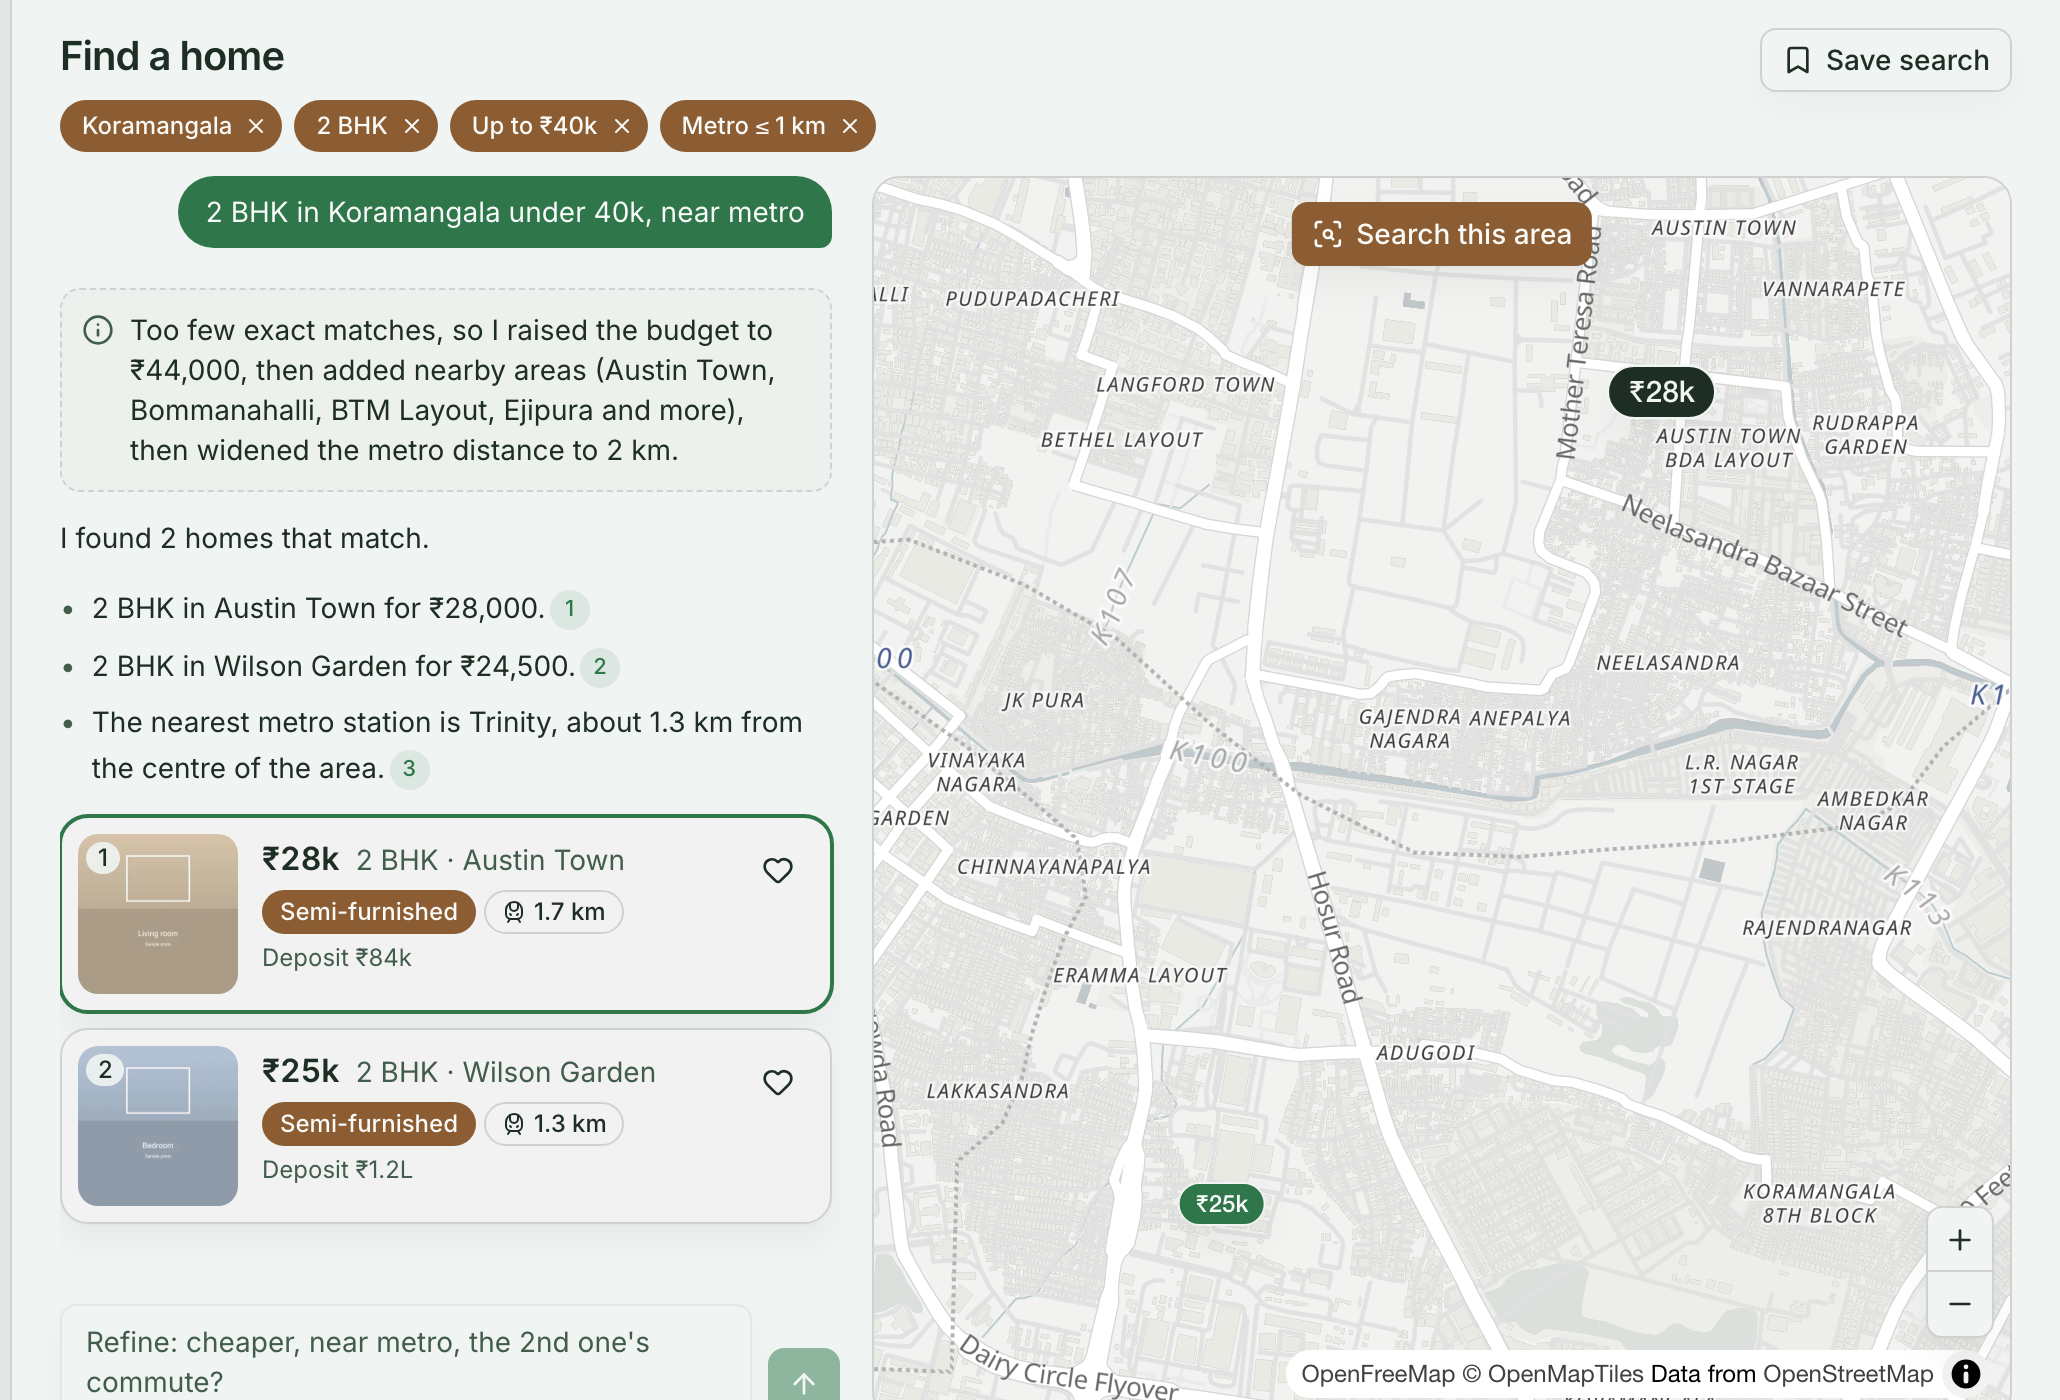 Find a home
Save search
Koramangala
2 BHK
Up to ₹40k
Metro ≤ 1 km
2 BHK in Koramangala under 40k, near metro
Too few exact matches, so I raised the budget to
₹44,000, then added nearby areas (Austin Town,
Bommanahalli, BTM Layout, Ejipura and more),
then widened the metro distance to 2 km.
I found 2 homes that match.
• 2 BHK in Austin Town for ₹28,000. 1
• 2 BHK in Wilson Garden for ₹24,500. 2
• The nearest metro station is Trinity, about 1.3 km from
the centre of the area. 3
1
Living room
₹28k 2 BHK · Austin Town
Semi-furnished
1.7 km
Deposit ₹84k
2
Bedroom
₹25k 2 BHK · Wilson Garden
Semi-furnished
1.3 km
Deposit ₹1.2L
Refine: cheaper, near metro, the 2nd one's
commute?
Search this area
AUSTIN TOWN
VANNARAPETE
PUDUPADACHERI
Mother Teresa Road
LANGFORD TOWN
₹28k
BETHEL LAYOUT
AUSTIN TOWN
BDA LAYOUT
RUDRAPPA
GARDEN
Neelasandra Bazaar Street
K107
NEELASANDRA
JK PURA
GAJENDRA
NAGARA
ANEPALYA
K100
VINAYAKA
NAGARA
L.R. NAGAR
1ST STAGE
AMBEDKAR
NAGAR
GARDEN
CHINNAYANAPALYA
K113
Hosur Road
RAJENDRANAGAR
ERAMMA LAYOUT
ADUGODI
LAKKASANDRA
Road
₹25k
KORAMANGALA
8TH BLOCK
+
−
Dairy Circle Flyover
OpenFreeMap © OpenMapTiles Data from OpenStreetMap